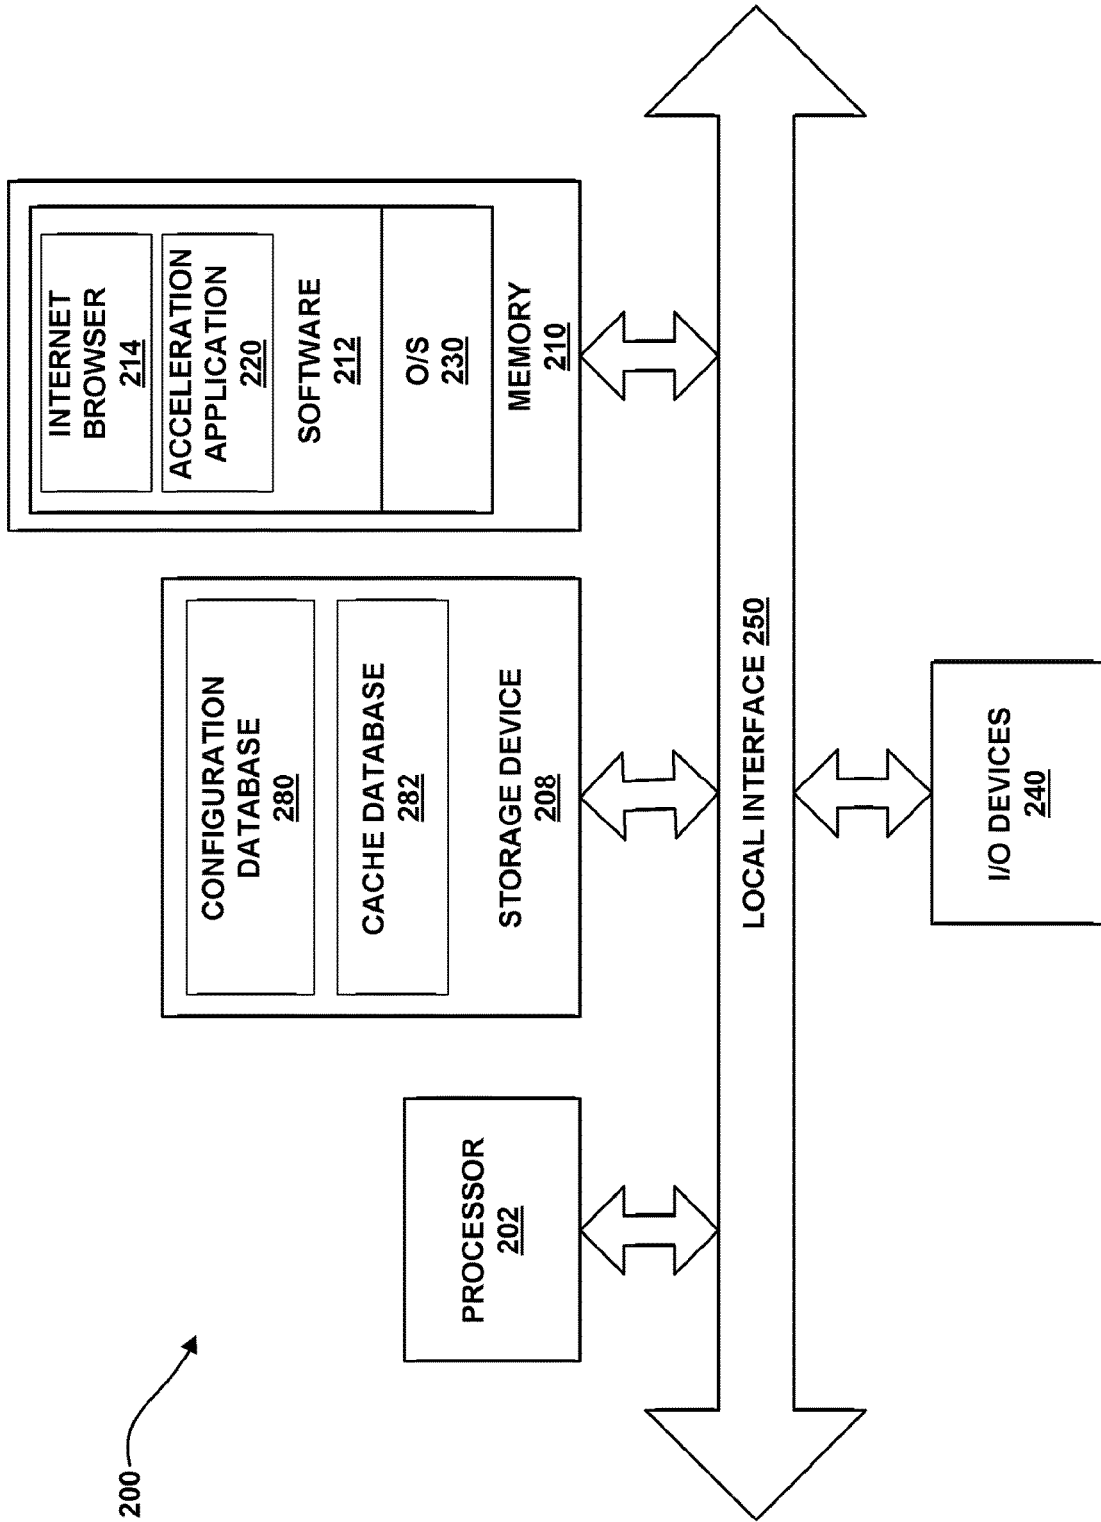 200
PROCESSOR
202
CONFIGURATION
DATABASE
280
CACHE DATABASE
282
STORAGE DEVICE
208
INTERNET
BROWSER
214
ACCELERATION
APPLICATION
220
SOFTWARE
212
O/S
230
MEMORY
210
LOCAL INTERFACE 250
I/O DEVICES
240